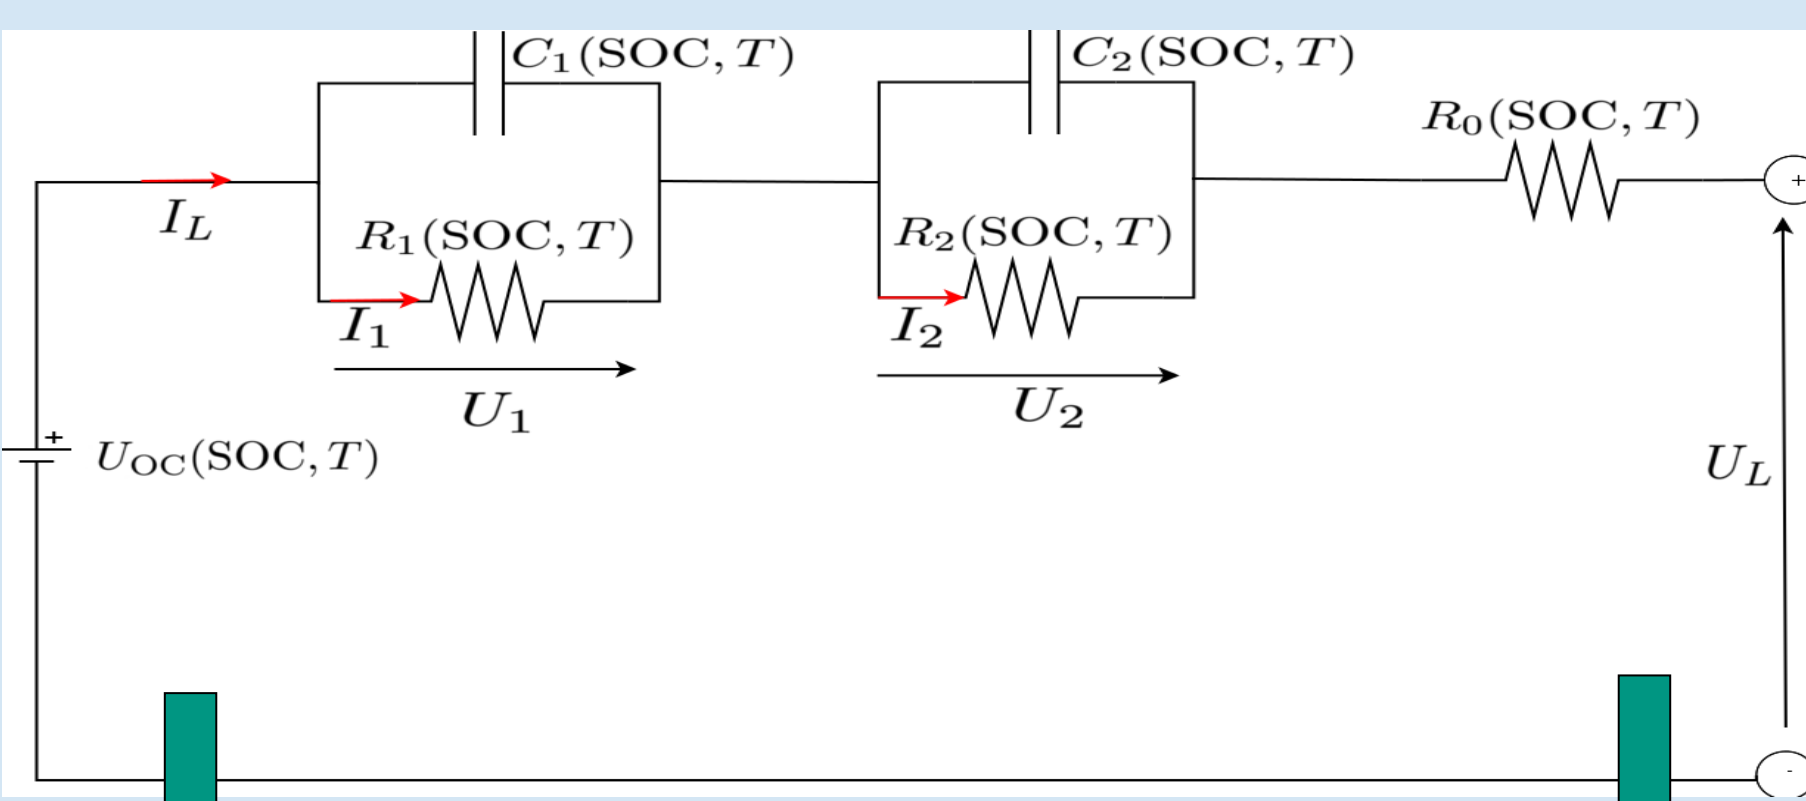 C₁(SOC, T)
C₂(SOC, T)
R₀(SOC, T)
+
I_L
R₁(SOC, T)
R₂(SOC, T)
I₁
I₂
U₁
U₂
+
U_OC(SOC, T)
U_L
-